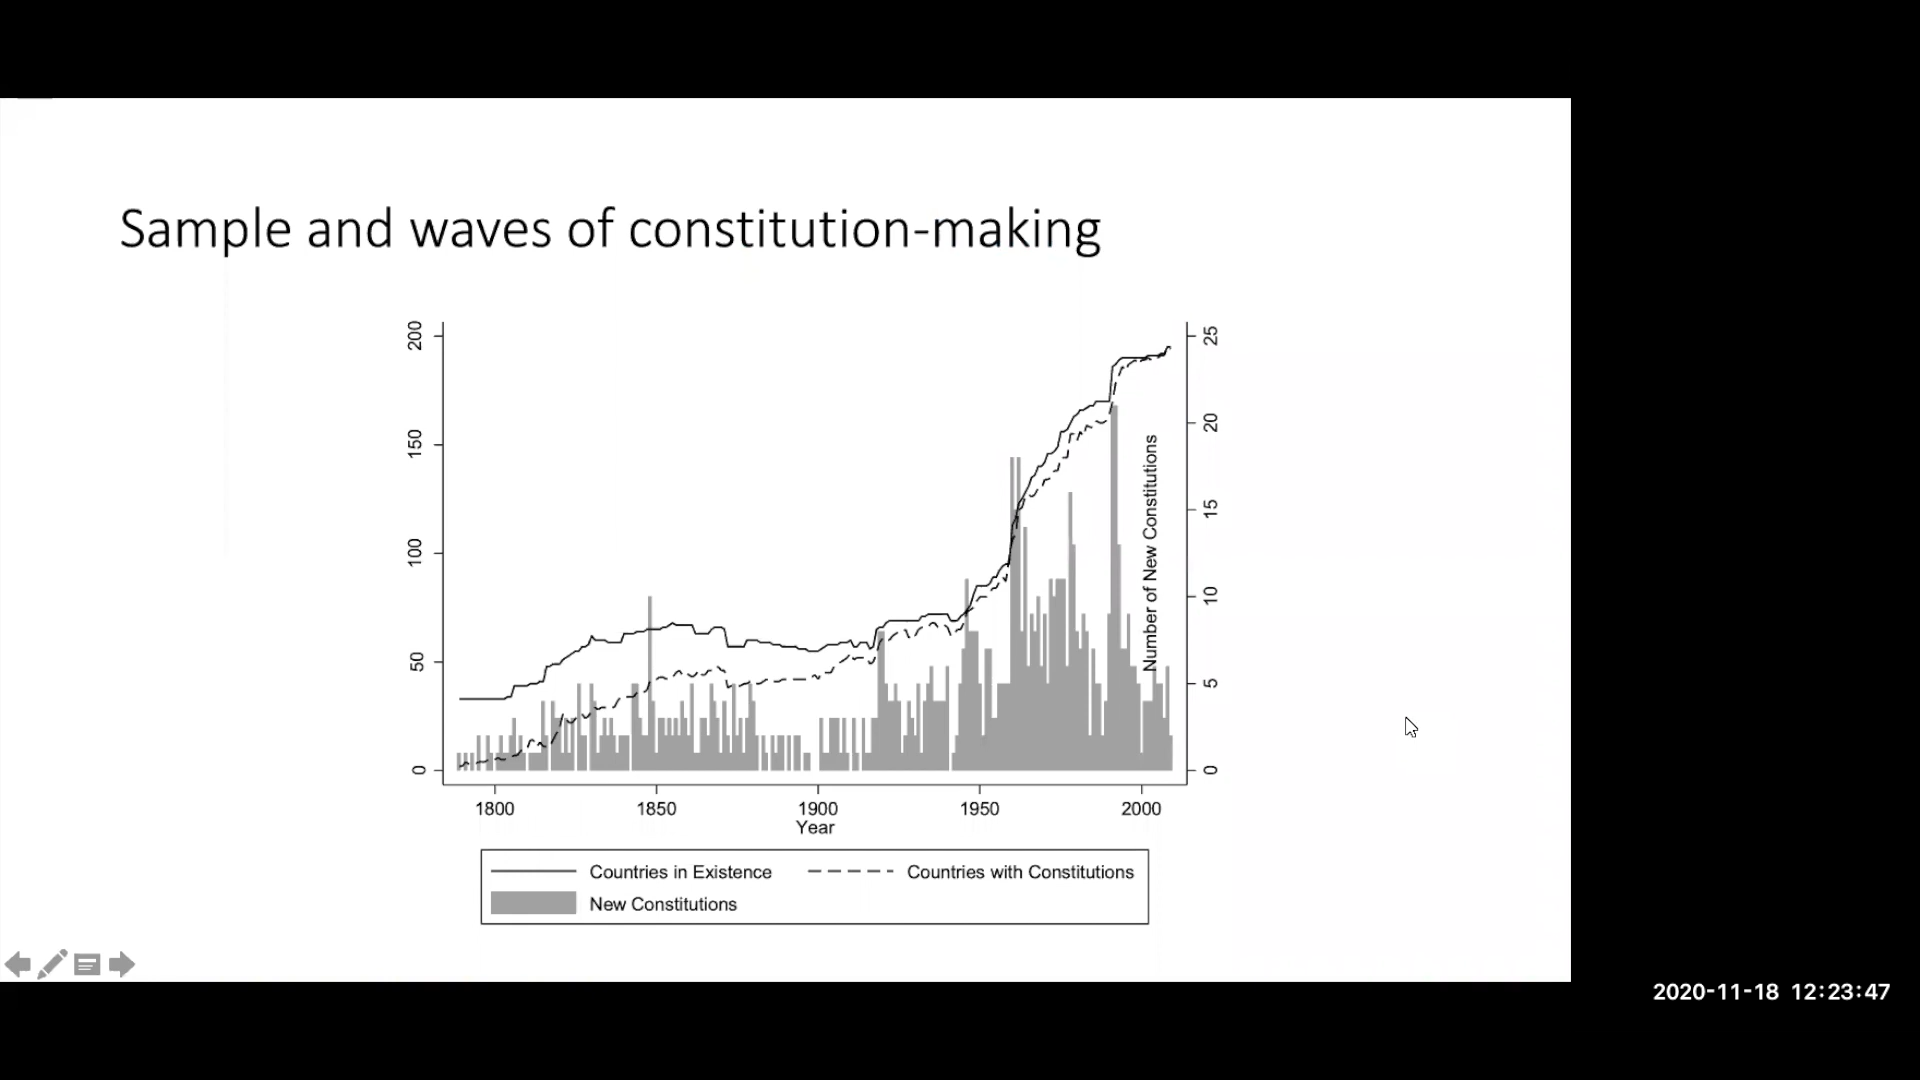 Sample and waves of constitution-making
200
150
100
50
0
25
20
15
10
5
0
Number of New Constitutions
1800 1850 1900 1950 2000
Year
Countries in Existence Countries with Constitutions
New Constitutions
2020-11-18 12:23:47